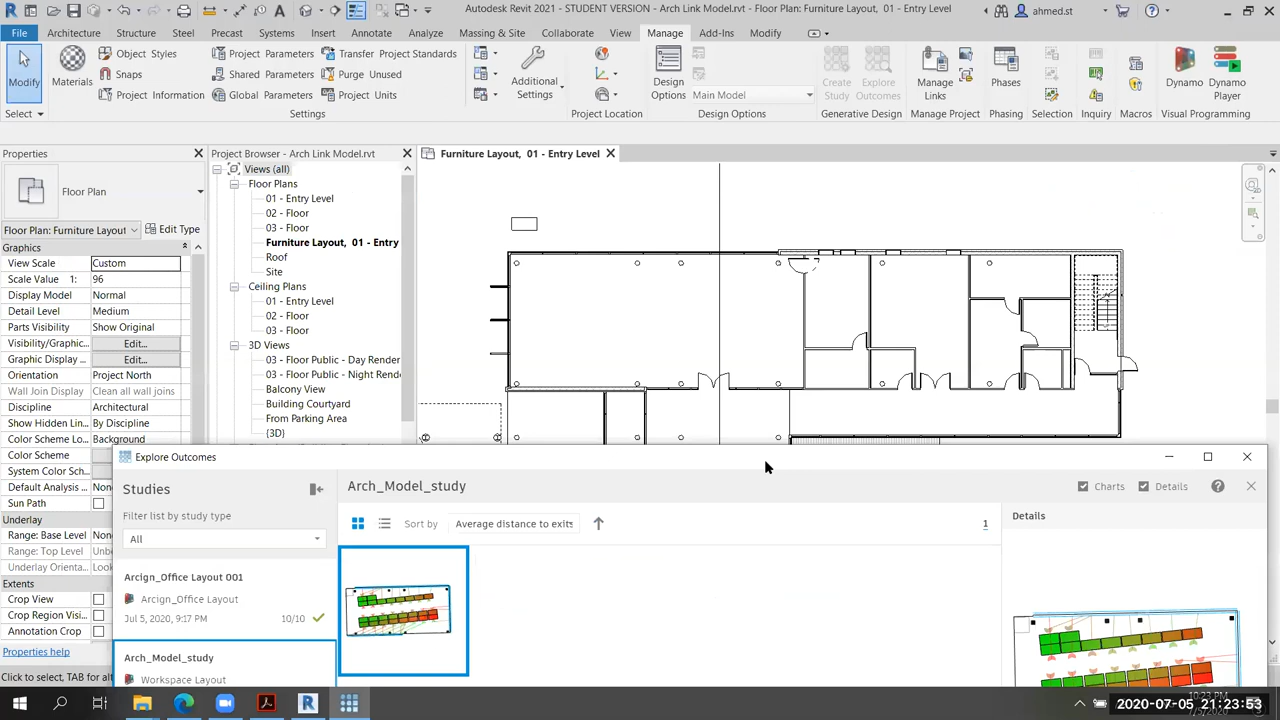 Autodesk Revit 2021 - STUDENT VERSION - Arch Link Model.rvt - Floor Plan: Furniture Layout, 01 - Entry Level
ahmed.st
File Architecture Structure Steel Precast Systems Insert Annotate Analyze Massing & Site Collaborate View Manage Add-Ins Modify
Modify
Materials
Object Styles
Snaps
Project Information
Project Parameters
Shared Parameters
Global Parameters
Transfer Project Standards
Purge Unused
Project Units
Additional Settings
Design Options
Main Model
Create Study
Explore Outcomes
Manage Links
Phases
Dynamo
Dynamo Player
Select Settings Project Location Design Options Generative Design Manage Project Phasing Selection Inquiry Macros Visual Programming
Properties
Floor Plan
Floor Plan: Furniture Layout
Edit Type
Graphics
View Scale Custom
Scale Value 1: 96
Display Model Normal
Detail Level Medium
Parts Visibility Show Original
Visibility/Graphic... Edit...
Graphic Display ... Edit...
Orientation Project North
Wall Join Display Clean all wall joins
Discipline Architectural
Show Hidden Lin... By Discipline
Color Scheme Lo... Background
Color Scheme
System Color Sch...
Default Analysis ... None
Sun Path
Underlay
Range: Base Level None
Range: Top Level Unbo
Underlay Orienta... Look
Extents
Crop View
Crop Region Visi...
Annotation Crop
Properties help
Click to select, TAB for alt
Project Browser - Arch Link Model.rvt
Views (all)
Floor Plans
01 - Entry Level
02 - Floor
03 - Floor
Furniture Layout, 01 - Entry
Roof
Site
Ceiling Plans
01 - Entry Level
02 - Floor
03 - Floor
3D Views
03 - Floor Public - Day Render
03 - Floor Public - Night Rende
Balcony View
Building Courtyard
From Parking Area
{3D}
Furniture Layout, 01 - Entry Level
Explore Outcomes
Studies
Filter list by study type
All
Arcign_Office Layout 001
Arcign_Office Layout
Jul 5, 2020, 9:17 PM 10/10
Arch_Model_study
Workspace Layout
Arch_Model_study
Charts Details
Sort by Average distance to exits
1
Details
2020-07-05 21:23:53